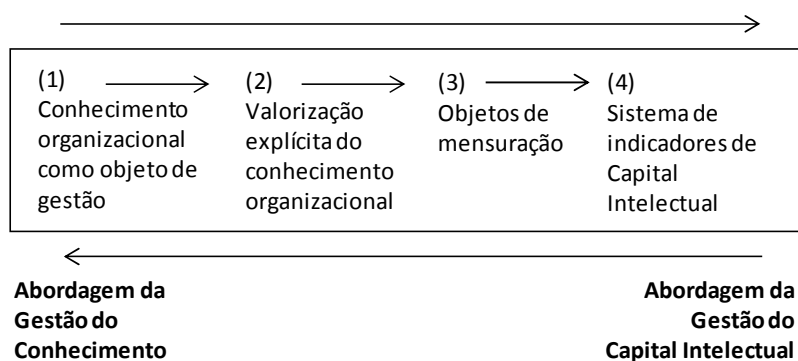 (1)
Conhecimento
organizacional
como objeto de
gestão
(2)
Valorização
explícita do
conhecimento
organizacional
(3)
Objetos de
mensuração
(4)
Sistema de
indicadores de
Capital
Intelectual
Abordagem da
Gestão do
Conhecimento
Abordagem da
Gestão do
Capital Intelectual